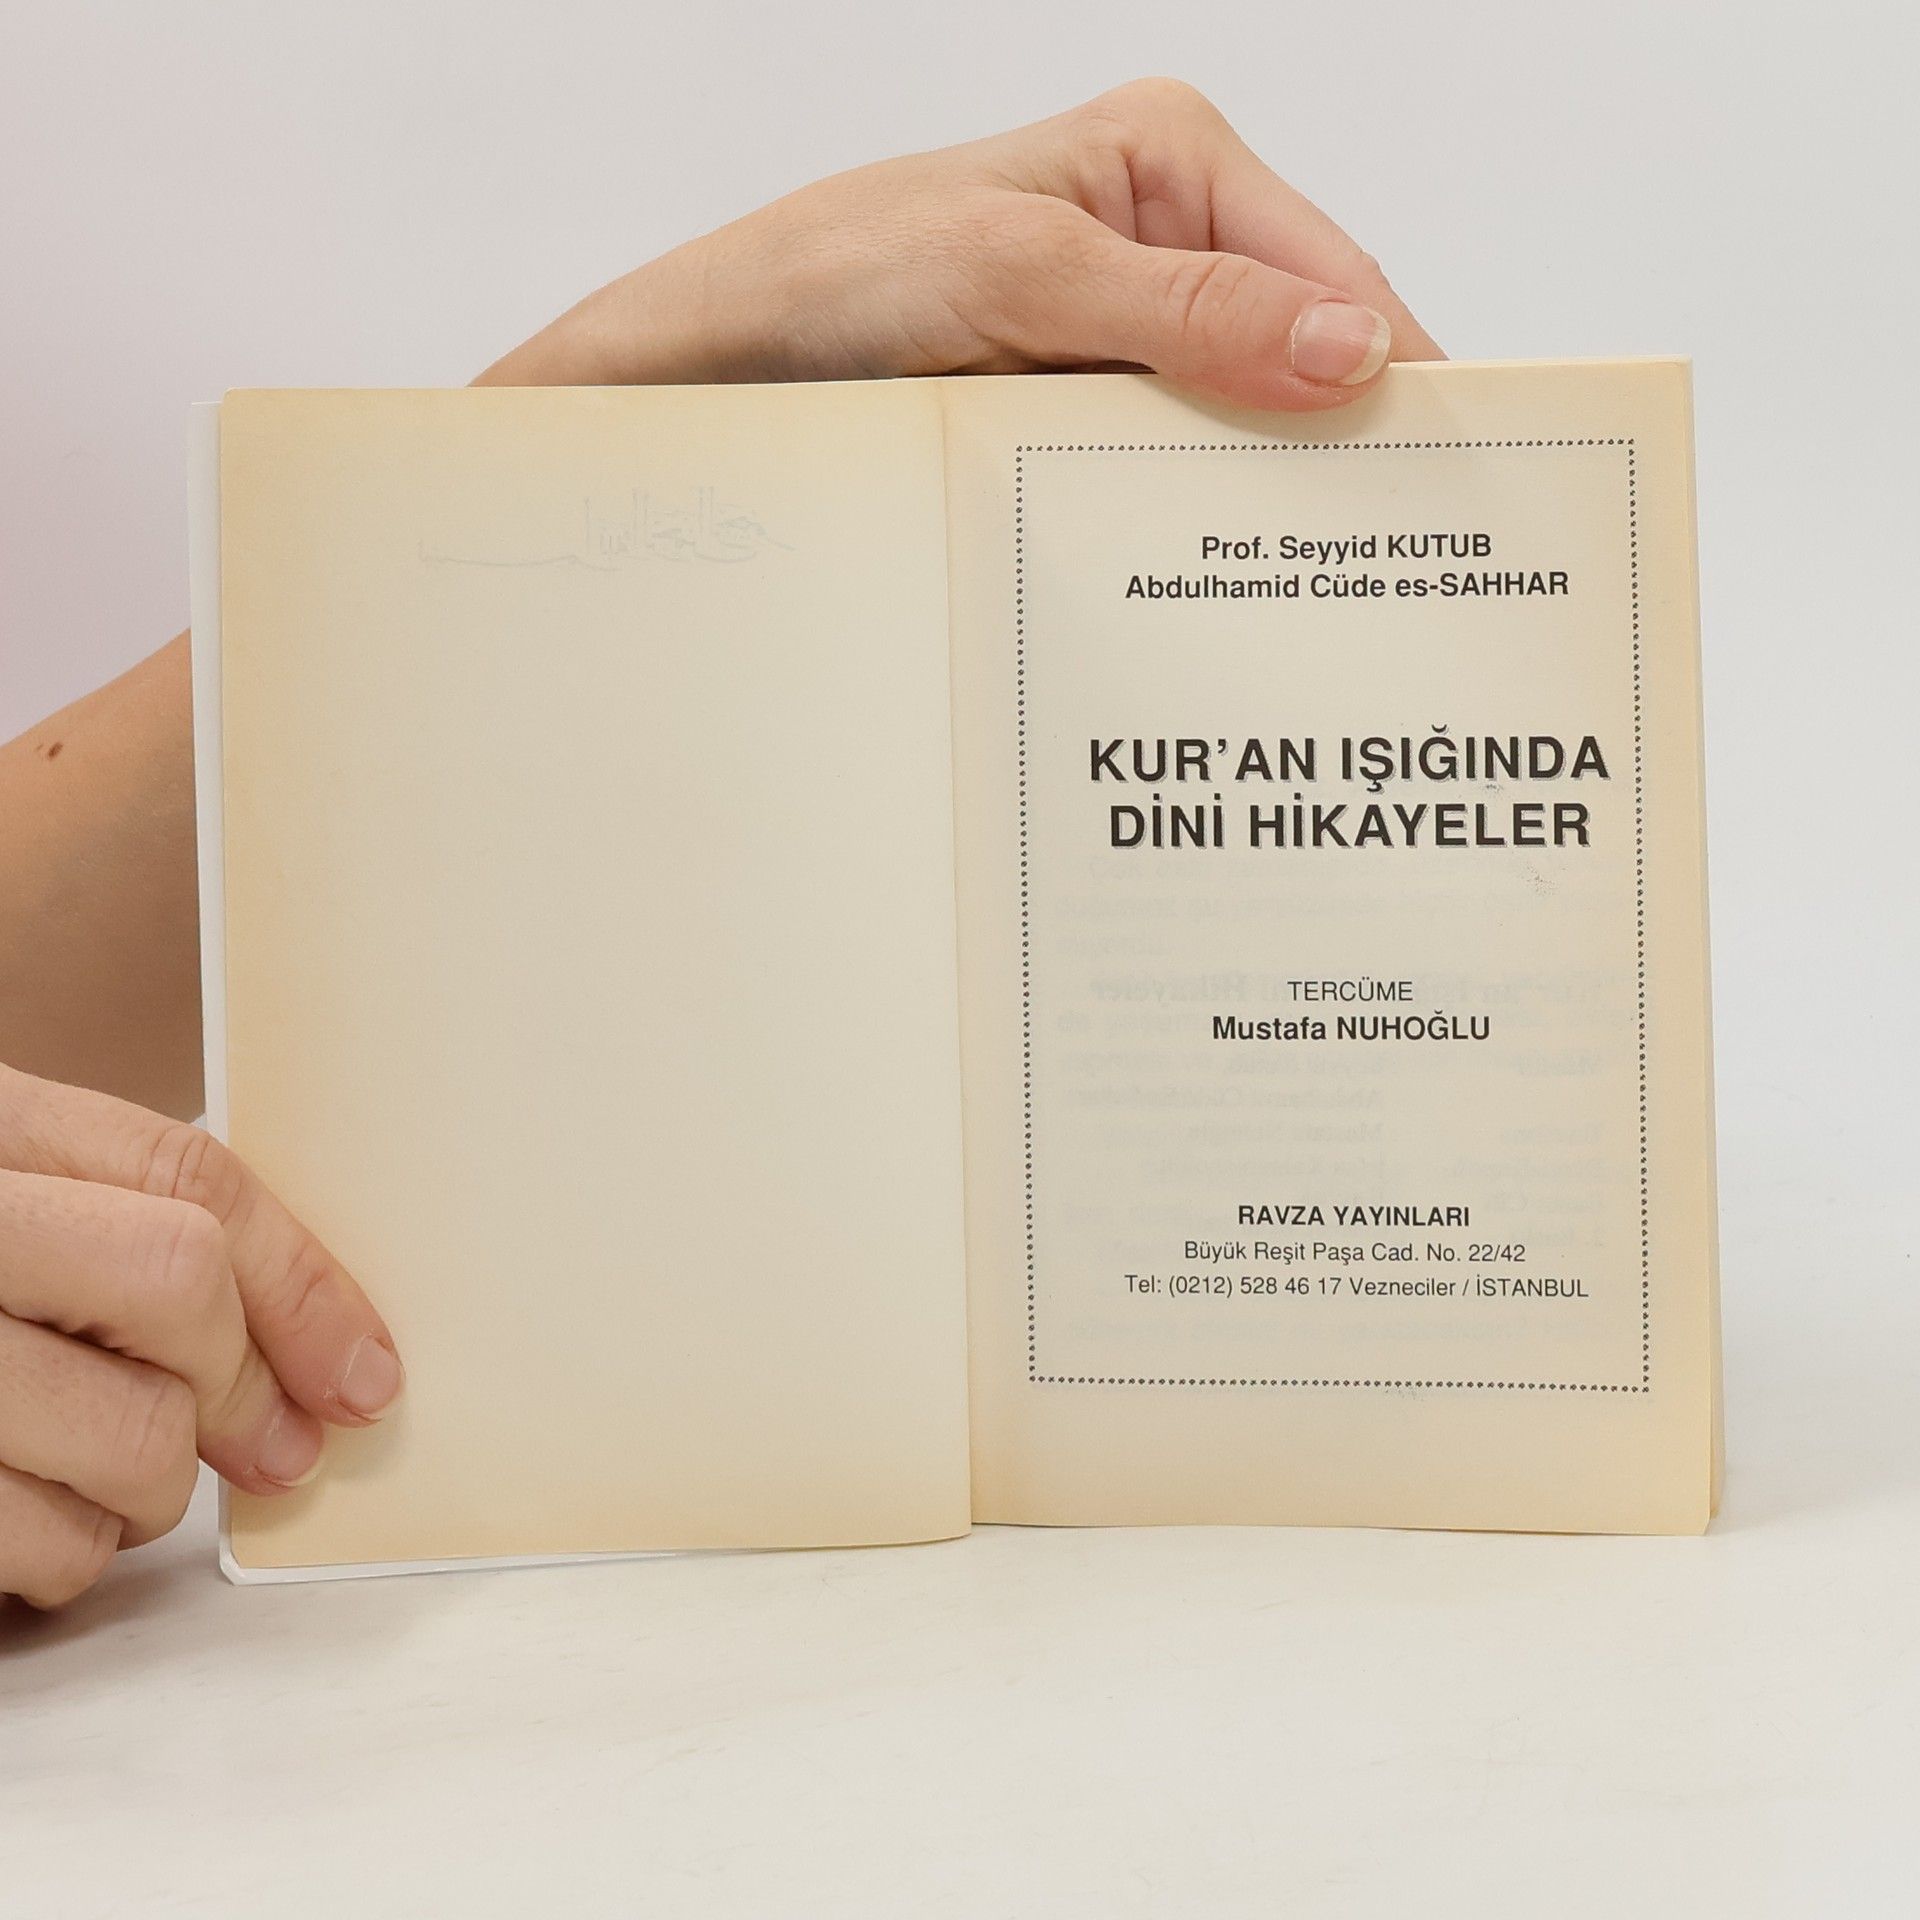 Prof. Seyyid KUTUB
Abdulhamid Cüde es-SAHHAR
KUR'AN IŞIĞINDA
DİNİ HİKAYELER
TERCÜME
Mustafa NUHOĞLU
RAVZA YAYINLARI
Büyük Reşit Paşa Cad. No. 22/42
Tel: (0212) 528 46 17 Vezneciler / İSTANBUL